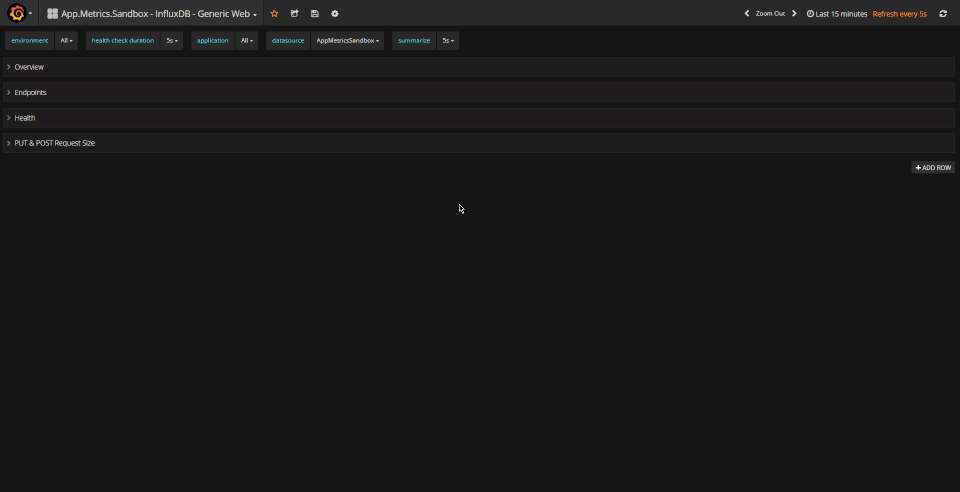 App.Metrics.Sandbox - InfluxDB - Generic Web Zoom Out Last 15 minutes Refresh every 5s
environment All health check duration 5s application All datasource AppMetricsSandbox summarize 5s
Overview
Endpoints
Health
PUT & POST Request Size
+ ADD ROW